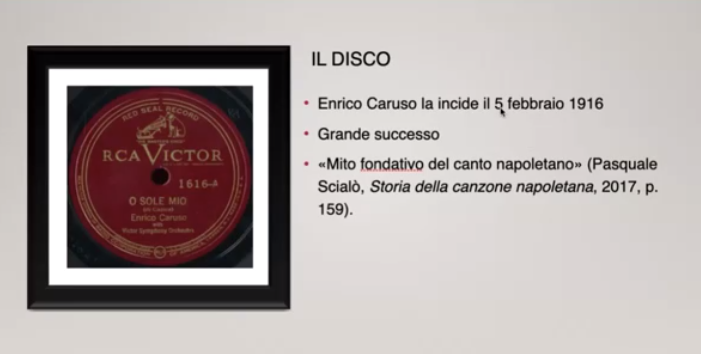 IL DISCO
• Enrico Caruso la incide il 5 febbraio 1916
• Grande successo
• «Mito fondativo del canto napoletano» (Pasquale
Scialò, Storia della canzone napoletana, 2017, p.
159).
RED SEAL RECORD
RCA VICTOR
1616-A
O SOLE MIO
Enrico Caruso
with
Victor Symphony Orchestra